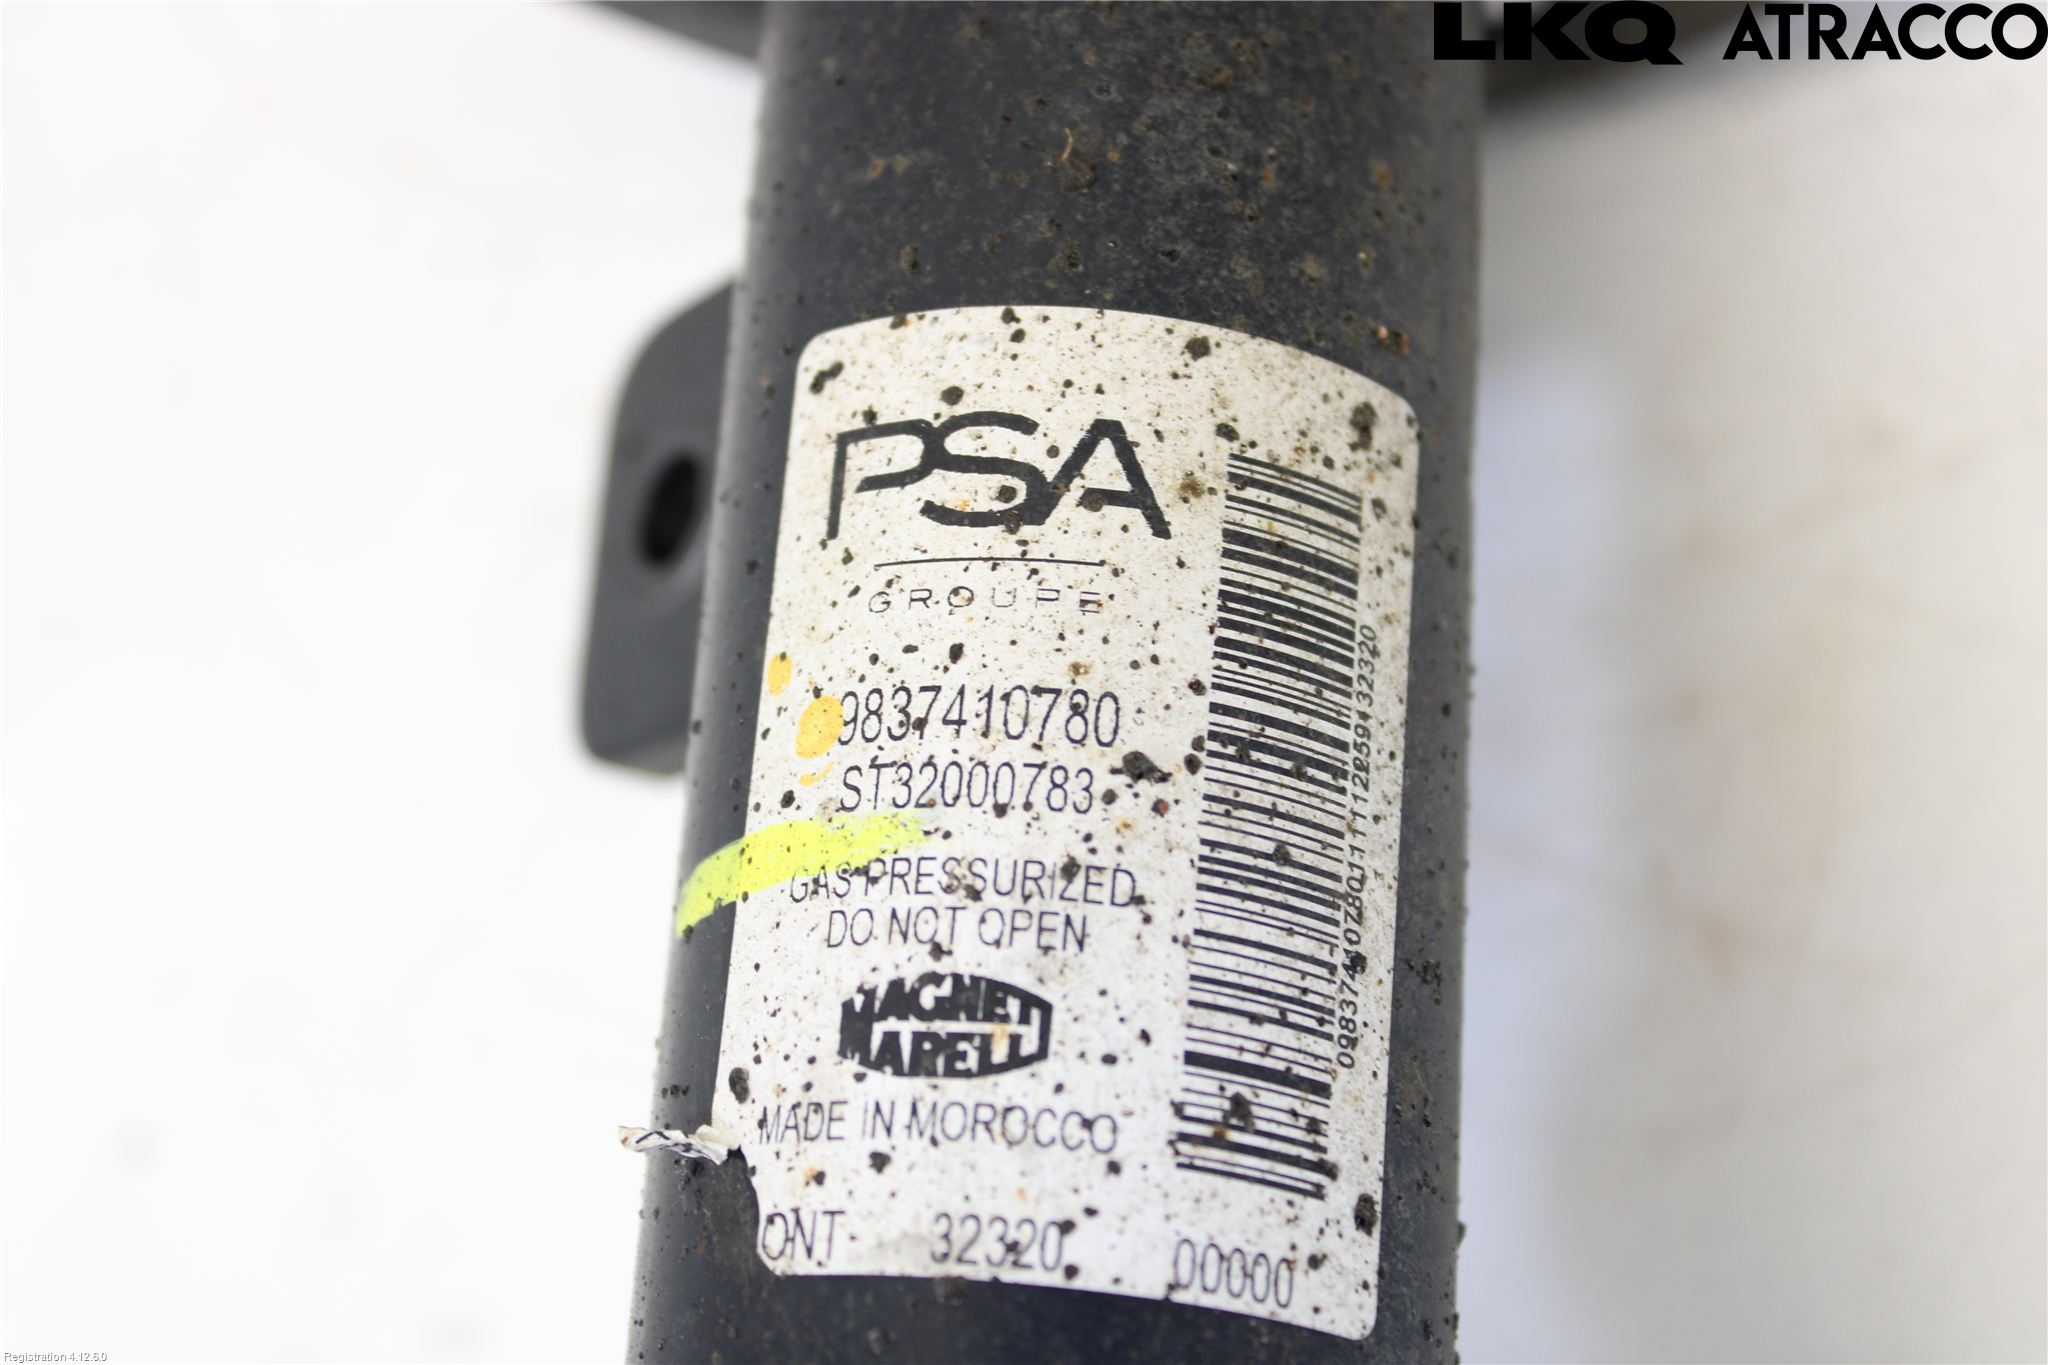 LKQ ATRACCO
PSA
GROUPE
9837410780
ST32000783
GAS PRESSURIZED
DO NOT OPEN
MAGNETI
MARELLI
MADE IN MOROCCO
ONT 32320 00000
Registration 4.12.6.0